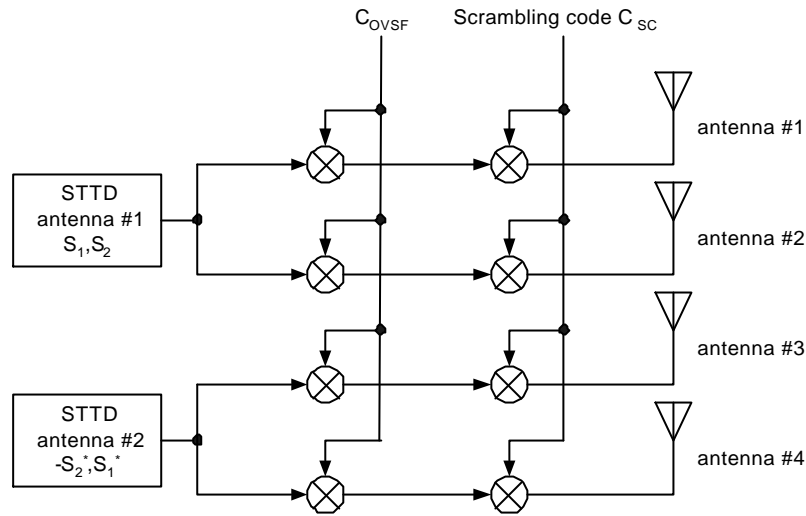 C_OVSF
Scrambling code C_SC
antenna #1
STTD
antenna #1
S_1,S_2
antenna #2
antenna #3
STTD
antenna #2
-S_2^*,S_1^*
antenna #4